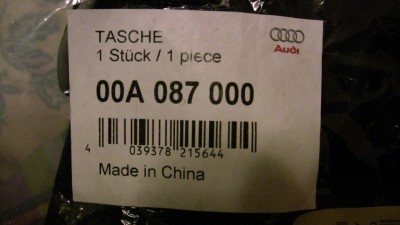 TASCHE
1 Stück / 1 piece
Audi
00A 087 000
4 039378 215644
Made in China